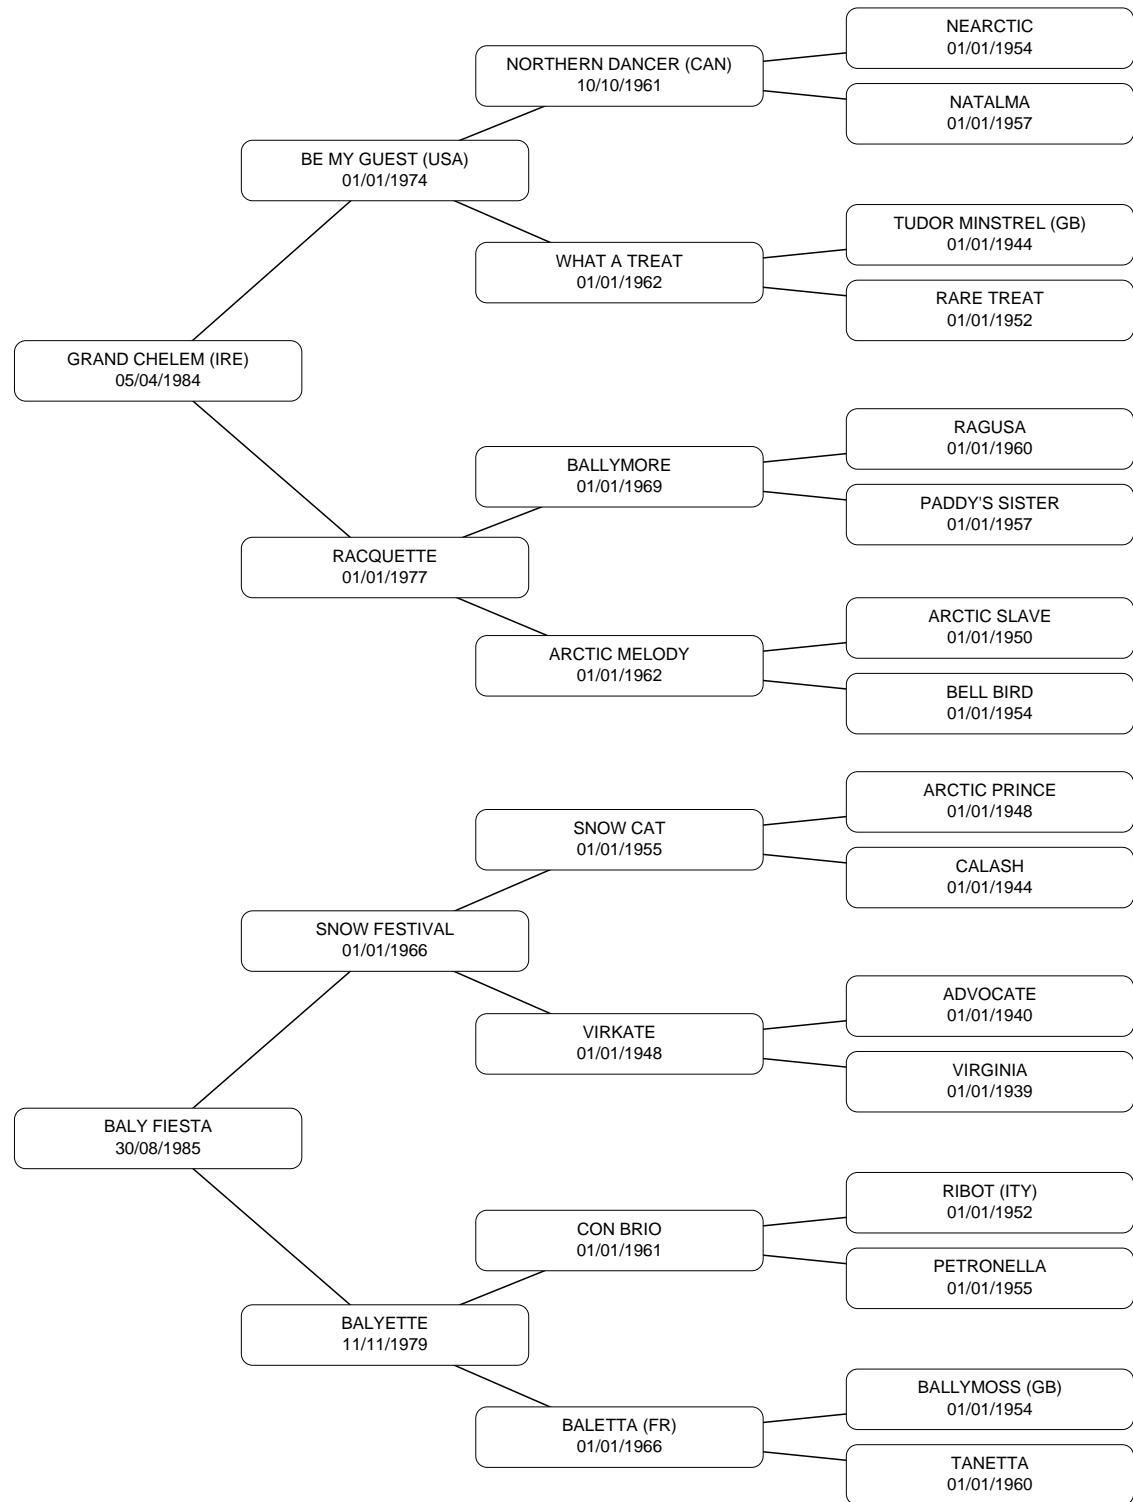 NEARCTIC
01/01/1954
NORTHERN DANCER (CAN)
10/10/1961
NATALMA
01/01/1957
BE MY GUEST (USA)
01/01/1974
TUDOR MINSTREL (GB)
01/01/1944
WHAT A TREAT
01/01/1962
RARE TREAT
01/01/1952
GRAND CHELEM (IRE)
05/04/1984
RAGUSA
01/01/1960
BALLYMORE
01/01/1969
PADDY'S SISTER
01/01/1957
RACQUETTE
01/01/1977
ARCTIC SLAVE
01/01/1950
ARCTIC MELODY
01/01/1962
BELL BIRD
01/01/1954
ARCTIC PRINCE
01/01/1948
SNOW CAT
01/01/1955
CALASH
01/01/1944
SNOW FESTIVAL
01/01/1966
ADVOCATE
01/01/1940
VIRKATE
01/01/1948
VIRGINIA
01/01/1939
BALY FIESTA
30/08/1985
RIBOT (ITY)
01/01/1952
CON BRIO
01/01/1961
PETRONELLA
01/01/1955
BALYETTE
11/11/1979
BALLYMOSS (GB)
01/01/1954
BALETTA (FR)
01/01/1966
TANETTA
01/01/1960